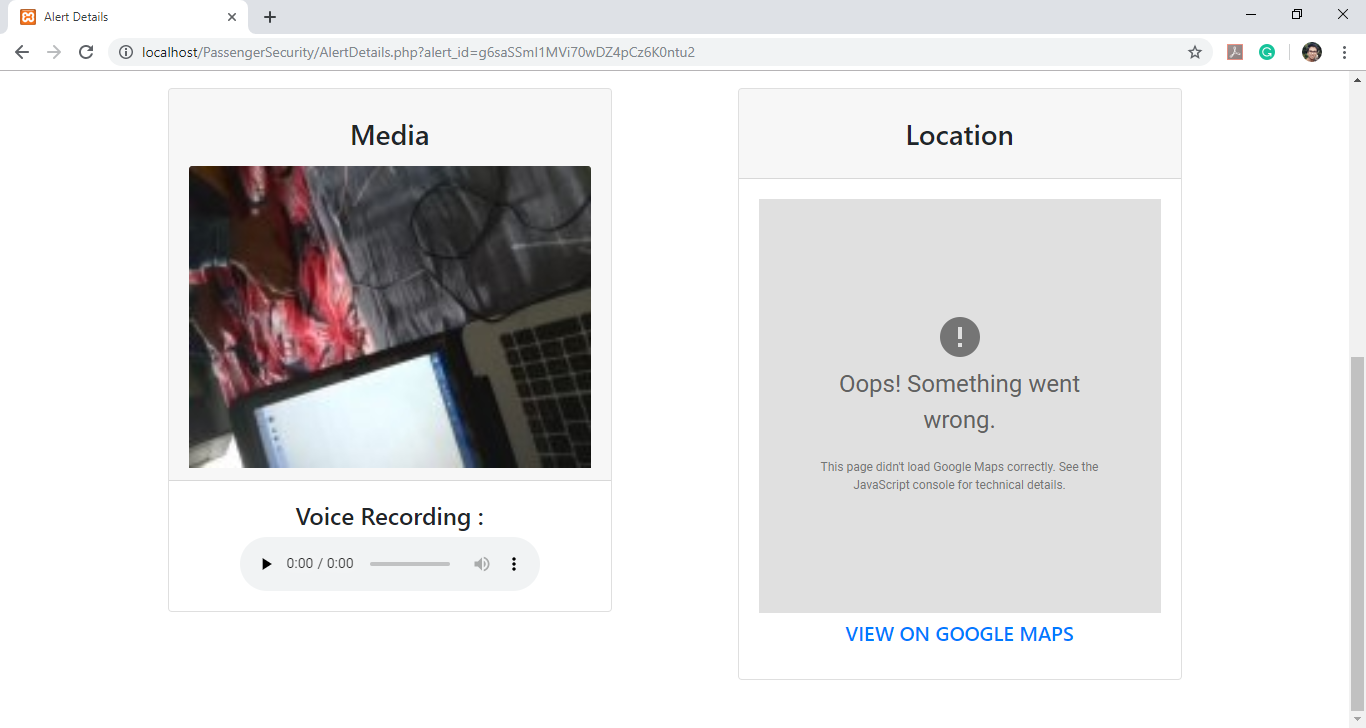 Alert Details
localhost/PassengerSecurity/AlertDetails.php?alert_id=g6saSSmI1MVi70wDZ4pCz6K0ntu2
Media
Location
Oops! Something went
wrong.
This page didn't load Google Maps correctly. See the
JavaScript console for technical details.
Voice Recording :
0:00 / 0:00
VIEW ON GOOGLE MAPS